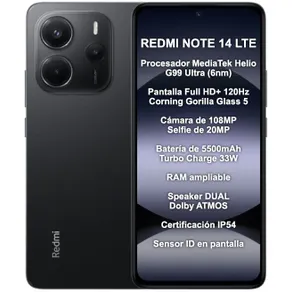 REDMI NOTE 14 LTE
Procesador MediaTek Helio
G99 Ultra (6nm)
Pantalla Full HD+ 120Hz
Corning Gorilla Glass 5
Cámara de 108MP
Selfie de 20MP
Batería de 5500mAh
Turbo Charge 33W
RAM ampliable
Speaker DUAL
Dolby ATMOS
Certificación IP54
Sensor ID en pantalla
Redmi